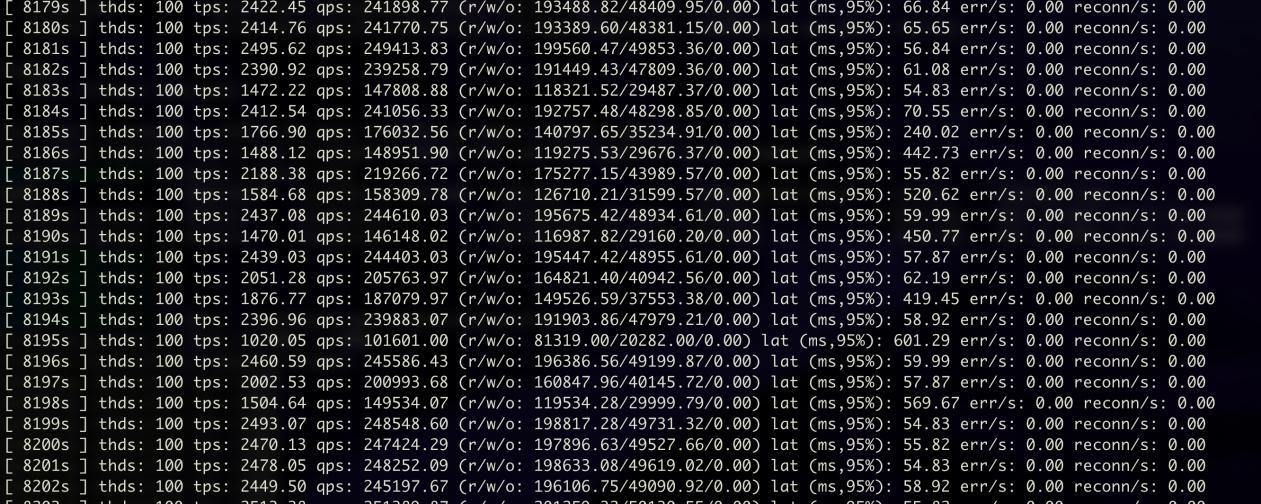 [ 8179s ] thds: 100 tps: 2422.45 qps: 241898.77 (r/w/o: 193488.82/48409.95/0.00) lat (ms,95%): 66.84 err/s: 0.00 reconn/s: 0.00
[ 8180s ] thds: 100 tps: 2414.76 qps: 241770.75 (r/w/o: 193389.60/48381.15/0.00) lat (ms,95%): 65.65 err/s: 0.00 reconn/s: 0.00
[ 8181s ] thds: 100 tps: 2495.62 qps: 249413.83 (r/w/o: 199560.47/49853.36/0.00) lat (ms,95%): 56.84 err/s: 0.00 reconn/s: 0.00
[ 8182s ] thds: 100 tps: 2390.92 qps: 239258.79 (r/w/o: 191449.43/47809.36/0.00) lat (ms,95%): 61.08 err/s: 0.00 reconn/s: 0.00
[ 8183s ] thds: 100 tps: 1472.22 qps: 147808.88 (r/w/o: 118321.52/29487.37/0.00) lat (ms,95%): 54.83 err/s: 0.00 reconn/s: 0.00
[ 8184s ] thds: 100 tps: 2412.54 qps: 241056.33 (r/w/o: 192757.48/48298.85/0.00) lat (ms,95%): 70.55 err/s: 0.00 reconn/s: 0.00
[ 8185s ] thds: 100 tps: 1766.90 qps: 176032.56 (r/w/o: 140797.65/35234.91/0.00) lat (ms,95%): 240.02 err/s: 0.00 reconn/s: 0.00
[ 8186s ] thds: 100 tps: 1488.12 qps: 148951.90 (r/w/o: 119275.53/29676.37/0.00) lat (ms,95%): 442.73 err/s: 0.00 reconn/s: 0.00
[ 8187s ] thds: 100 tps: 2188.38 qps: 219266.72 (r/w/o: 175277.15/43989.57/0.00) lat (ms,95%): 55.82 err/s: 0.00 reconn/s: 0.00
[ 8188s ] thds: 100 tps: 1584.68 qps: 158309.78 (r/w/o: 126710.21/31599.57/0.00) lat (ms,95%): 520.62 err/s: 0.00 reconn/s: 0.00
[ 8189s ] thds: 100 tps: 2437.08 qps: 244610.03 (r/w/o: 195675.42/48934.61/0.00) lat (ms,95%): 59.99 err/s: 0.00 reconn/s: 0.00
[ 8190s ] thds: 100 tps: 1470.01 qps: 146148.02 (r/w/o: 116987.82/29160.20/0.00) lat (ms,95%): 450.77 err/s: 0.00 reconn/s: 0.00
[ 8191s ] thds: 100 tps: 2439.03 qps: 244403.03 (r/w/o: 195447.42/48955.61/0.00) lat (ms,95%): 57.87 err/s: 0.00 reconn/s: 0.00
[ 8192s ] thds: 100 tps: 2051.28 qps: 205763.97 (r/w/o: 164821.40/40942.56/0.00) lat (ms,95%): 62.19 err/s: 0.00 reconn/s: 0.00
[ 8193s ] thds: 100 tps: 1876.77 qps: 187079.97 (r/w/o: 149526.59/37553.38/0.00) lat (ms,95%): 419.45 err/s: 0.00 reconn/s: 0.00
[ 8194s ] thds: 100 tps: 2396.96 qps: 239883.07 (r/w/o: 191903.86/47979.21/0.00) lat (ms,95%): 58.92 err/s: 0.00 reconn/s: 0.00
[ 8195s ] thds: 100 tps: 1020.05 qps: 101601.00 (r/w/o: 81319.00/20282.00/0.00) lat (ms,95%): 601.29 err/s: 0.00 reconn/s: 0.00
[ 8196s ] thds: 100 tps: 2460.59 qps: 245586.43 (r/w/o: 196386.56/49199.87/0.00) lat (ms,95%): 59.99 err/s: 0.00 reconn/s: 0.00
[ 8197s ] thds: 100 tps: 2002.53 qps: 200993.68 (r/w/o: 160847.96/40145.72/0.00) lat (ms,95%): 57.87 err/s: 0.00 reconn/s: 0.00
[ 8198s ] thds: 100 tps: 1504.64 qps: 149534.07 (r/w/o: 119534.28/29999.79/0.00) lat (ms,95%): 569.67 err/s: 0.00 reconn/s: 0.00
[ 8199s ] thds: 100 tps: 2493.07 qps: 248548.60 (r/w/o: 198817.28/49731.32/0.00) lat (ms,95%): 54.83 err/s: 0.00 reconn/s: 0.00
[ 8200s ] thds: 100 tps: 2470.13 qps: 247424.29 (r/w/o: 197896.63/49527.66/0.00) lat (ms,95%): 55.82 err/s: 0.00 reconn/s: 0.00
[ 8201s ] thds: 100 tps: 2478.05 qps: 248252.09 (r/w/o: 198633.08/49619.02/0.00) lat (ms,95%): 54.83 err/s: 0.00 reconn/s: 0.00
[ 8202s ] thds: 100 tps: 2449.50 qps: 245197.67 (r/w/o: 196106.75/49090.92/0.00) lat (ms,95%): 58.92 err/s: 0.00 reconn/s: 0.00